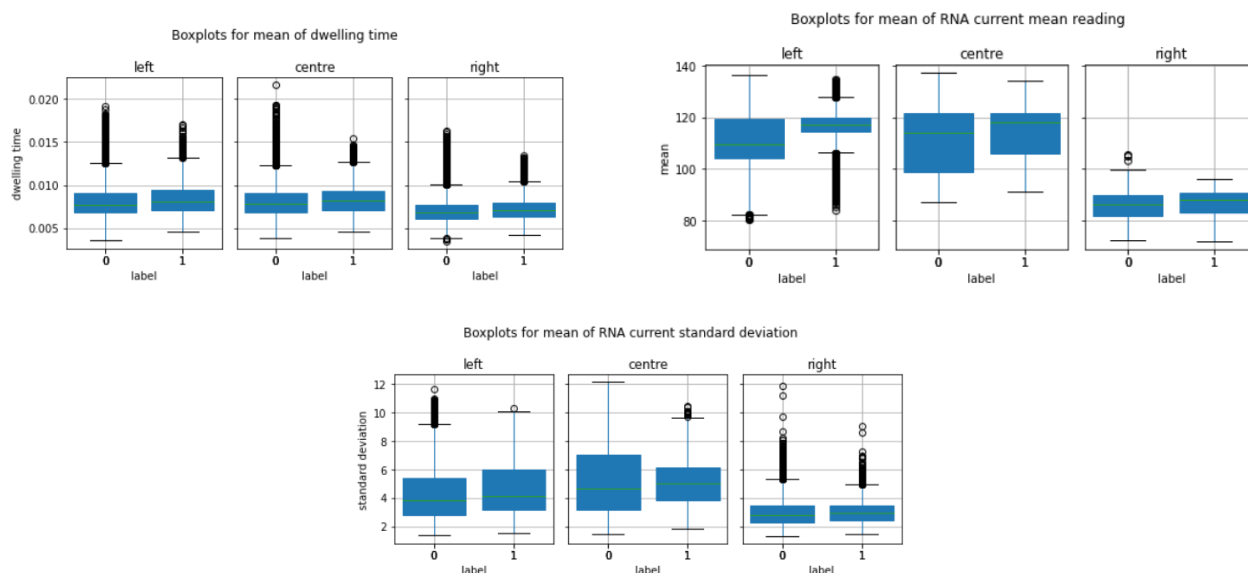 Boxplots for mean of dwelling time
left centre right
0.020
0.015
0.010
0.005
dwelling time
0 1 0 1 0 1
label label label
Boxplots for mean of RNA current mean reading
left centre right
140
120
100
80
mean
0 1 0 1 0 1
label label label
Boxplots for mean of RNA current standard deviation
left centre right
12
10
8
6
4
2
standard deviation
0 1 0 1 0 1
label label label